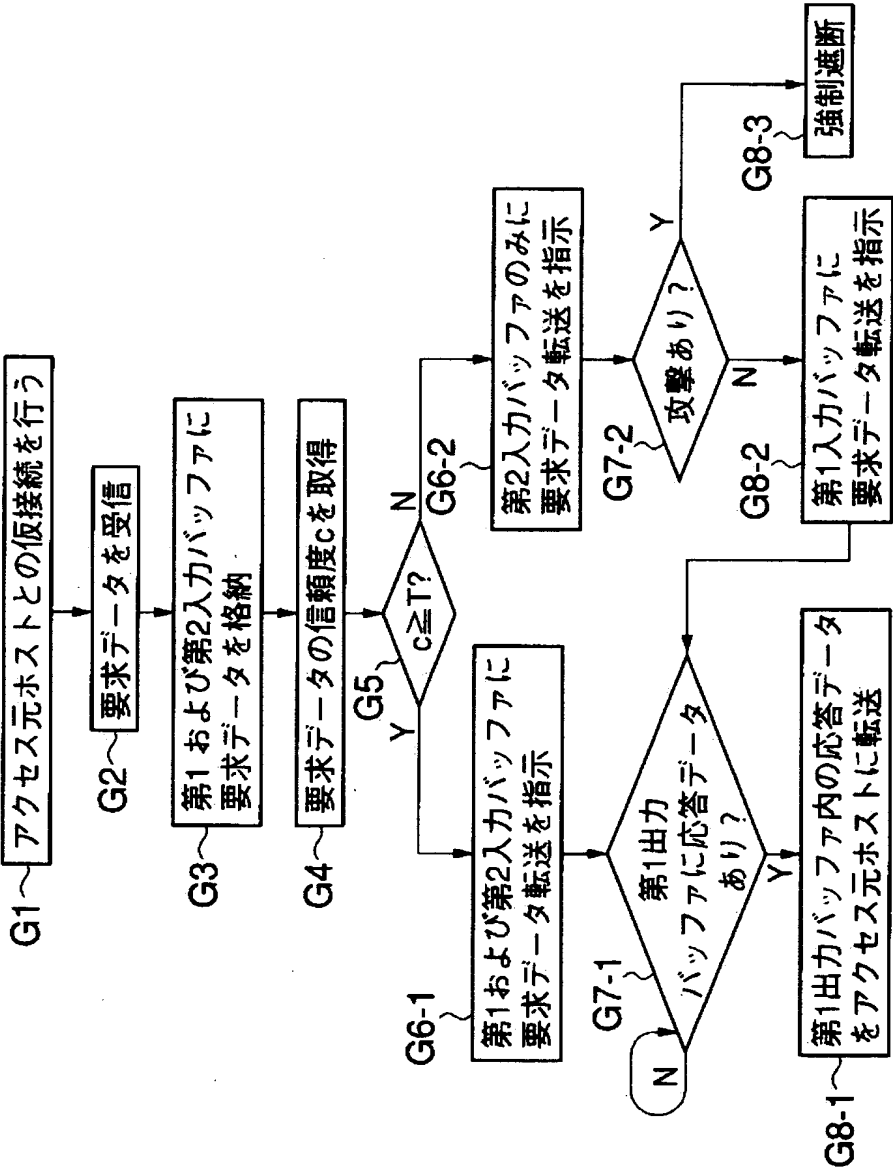 G1
アクセス元ホストとの仮接続を行う
G2
要求データを受信
G3
第1および第2入力バッファに
要求データを格納
G4
要求データの信頼度cを取得
G5
c≧T?
Y
N
G6-1
第1および第2入力バッファに
要求データ転送を指示
G6-2
第2入力バッファのみに
要求データ転送を指示
G7-1
第1出力
バッファに応答データ
あり?
N
Y
G7-2
攻撃あり?
Y
N
G8-1
第1出力バッファ内の応答データ
をアクセス元ホストに転送
G8-2
第1入力バッファに
要求データ転送を指示
G8-3
強制遮断